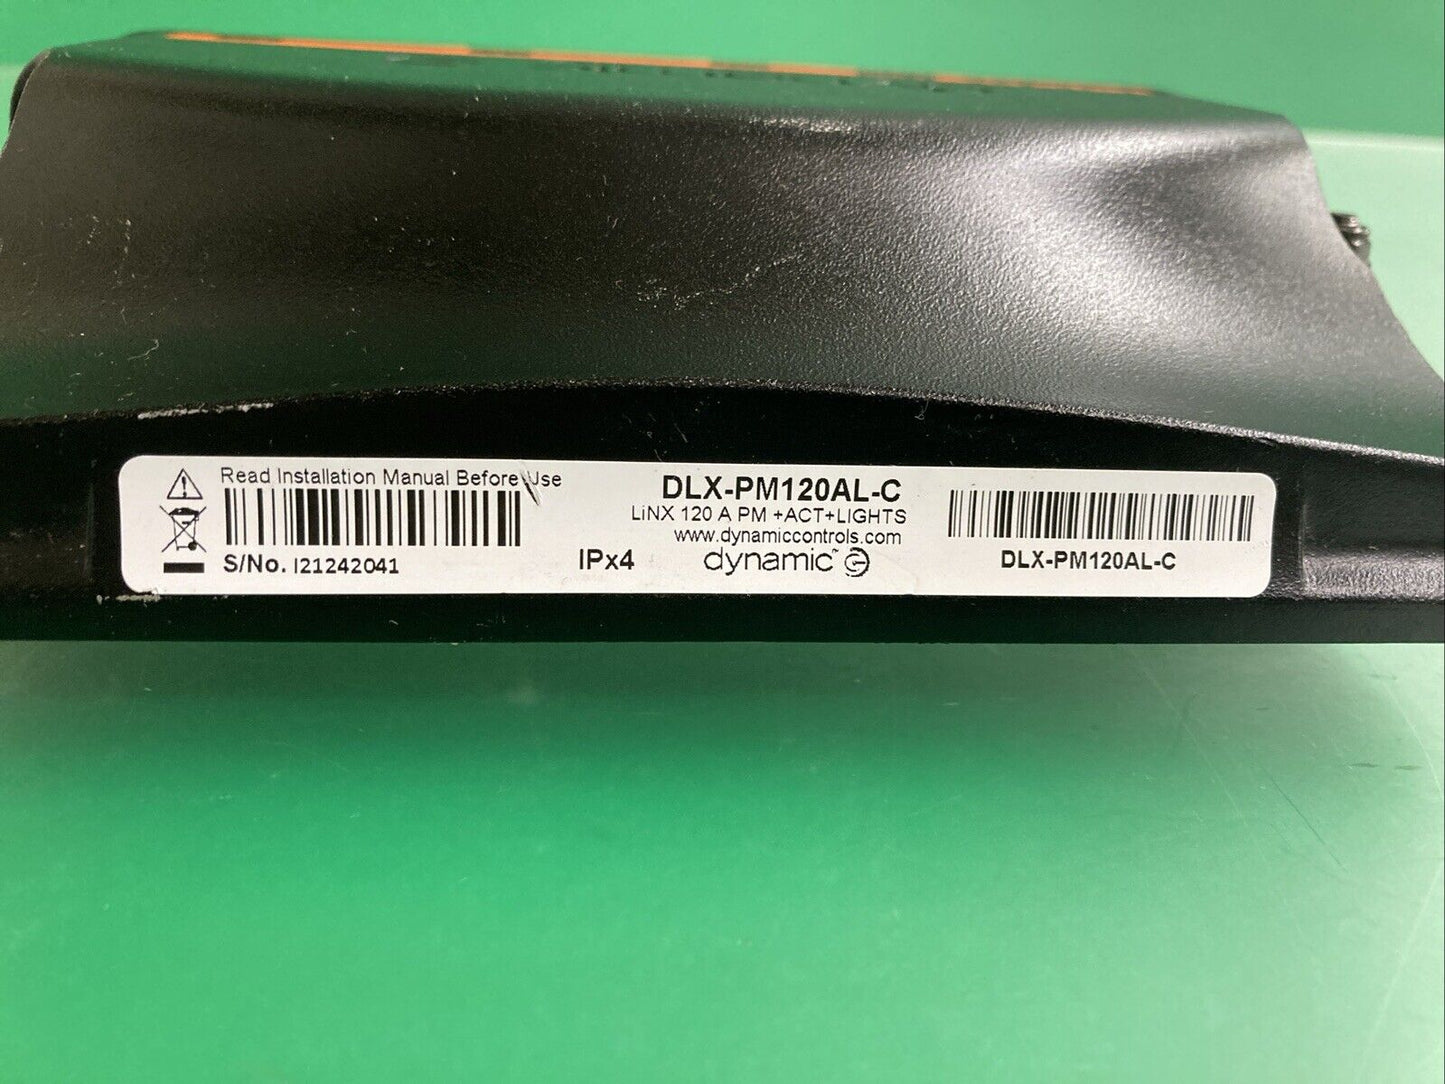 Read Installation Manual Before Use
S/No. I21242041
IPx4
DLX-PM120AL-C
LiNX 120 A PM +ACT+LIGHTS
www.dynamiccontrols.com
dynamic™
DLX-PM120AL-C